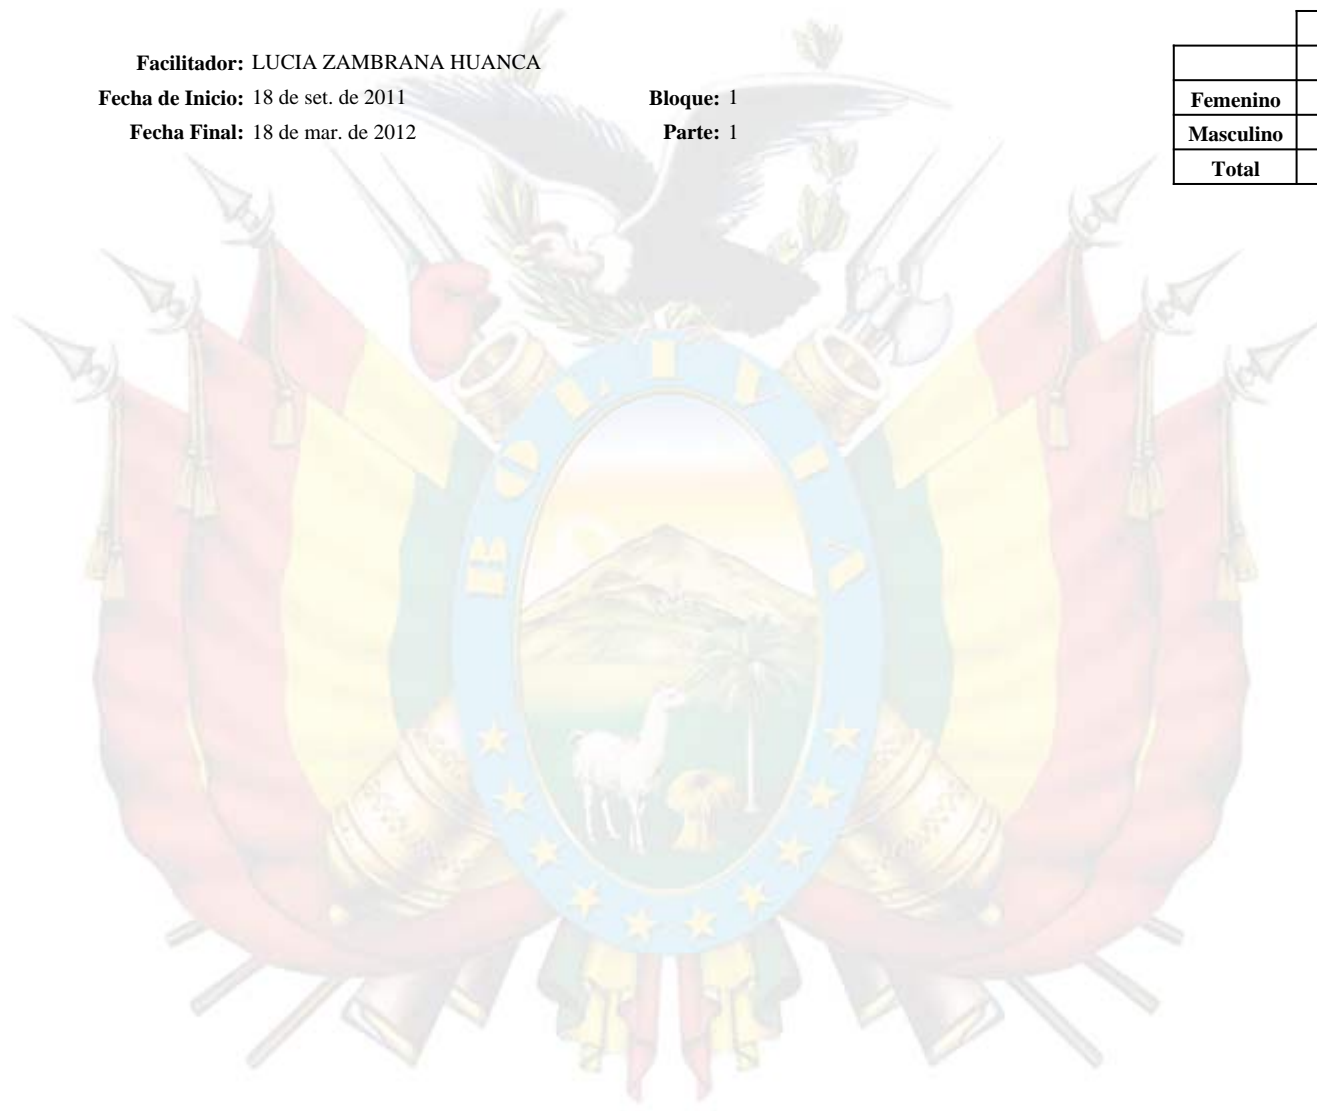 Facilitador: LUCIA ZAMBRANA HUANCA
Fecha de Inicio: 18 de set. de 2011 Bloque: 1
Fecha Final: 18 de mar. de 2012 Parte: 1
Femenino
Masculino
Total
BOLIVIA